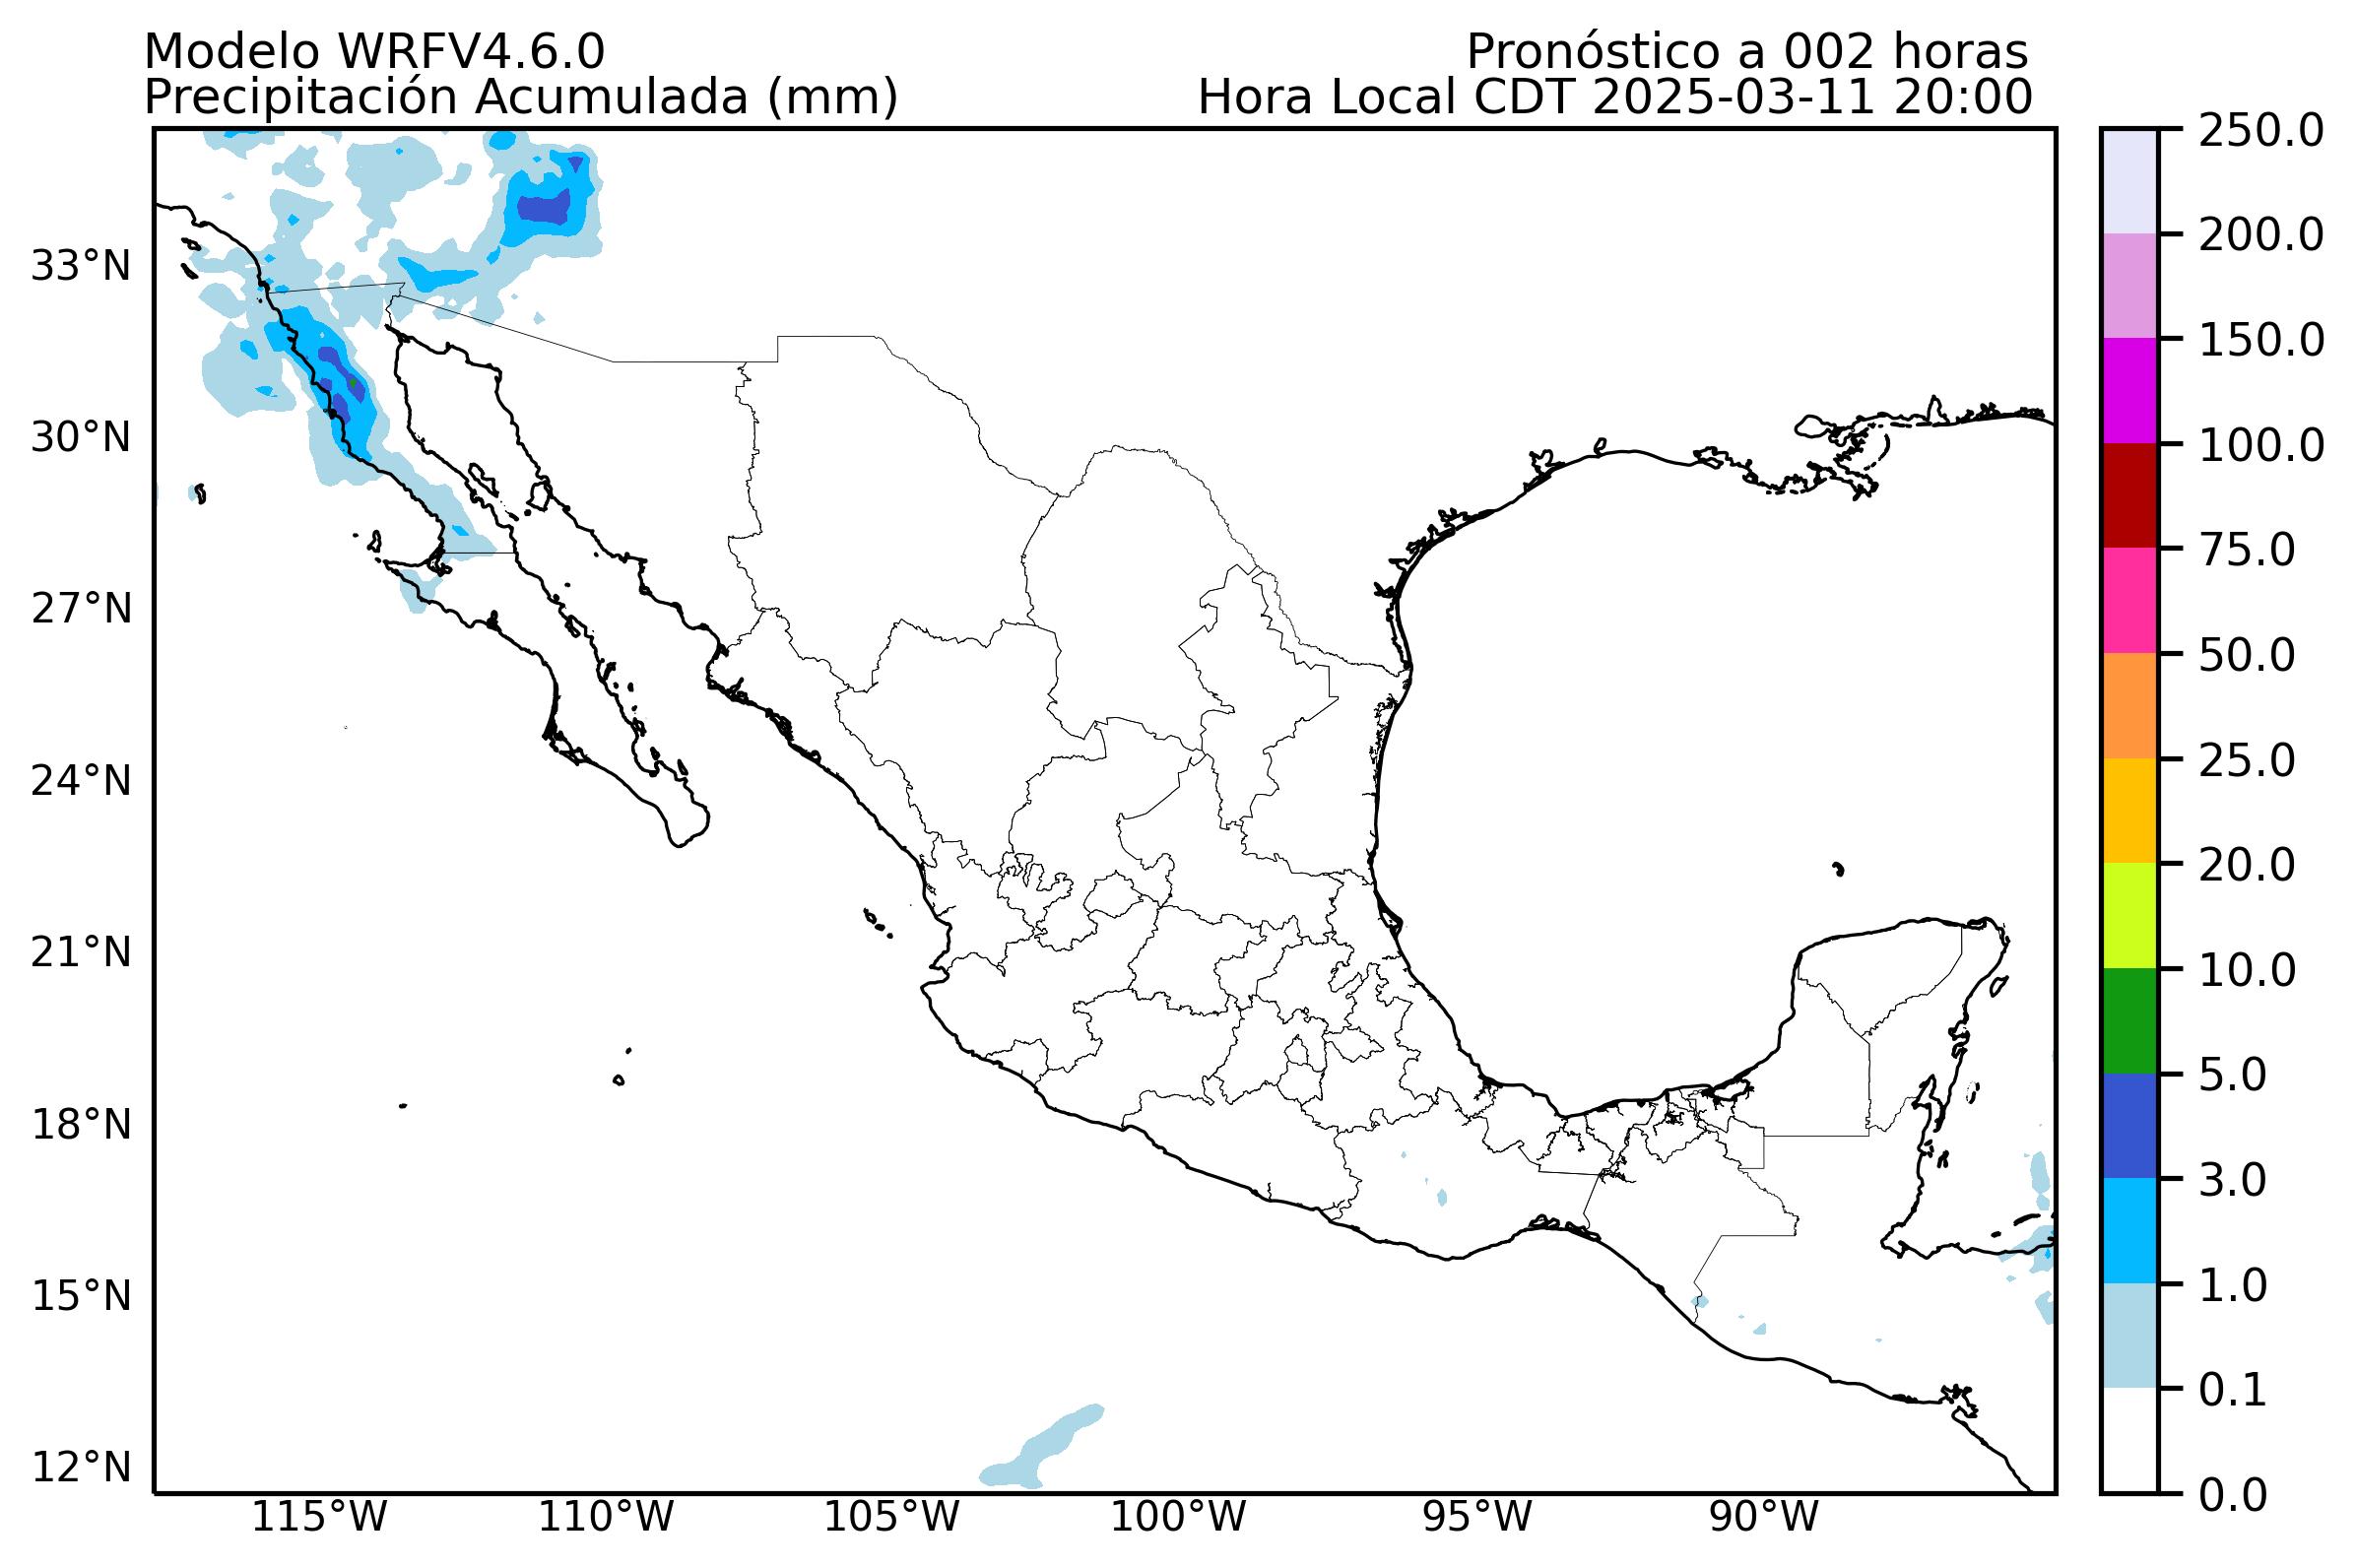 Modelo WRFV4.6.0
Pronóstico a 002 horas
Precipitación Acumulada (mm)
Hora Local CDT 2025-03-11 20:00
33°N
30°N
27°N
24°N
21°N
18°N
15°N
12°N
115°W
110°W
105°W
100°W
95°W
90°W
250.0
200.0
150.0
100.0
75.0
50.0
25.0
20.0
10.0
5.0
3.0
1.0
0.1
0.0